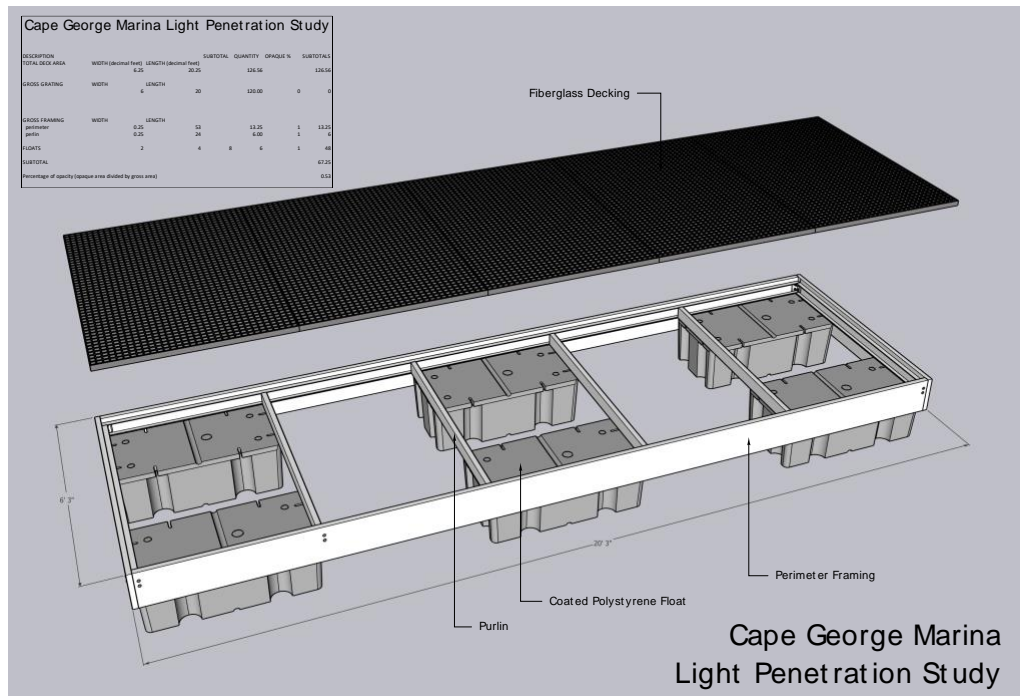 Cape George Marina Light Penetration Study
DESCRIPTION SUBTOTAL QUANTITY OPAQUE % SUBTOTALS
TOTAL DECK AREA WIDTH (decimal feet) LENGTH (decimal feet)
6.25 20.25 126.56 126.56
GROSS GRATING WIDTH LENGTH
6 20 120.00 0 0
GROSS FRAMING WIDTH LENGTH
perimeter 0.25 53 13.25 1 13.25
perlin 0.25 24 6.00 1 6
FLOATS 2 4 8 6 1 48
SUBTOTAL 67.25
Percentage of opacity (opaque area divided by gross area) 0.53
Fiberglass Decking
6' 3"
20' 3"
Perimeter Framing
Coated Polystyrene Float
Purlin
Cape George Marina
Light Penetration Study